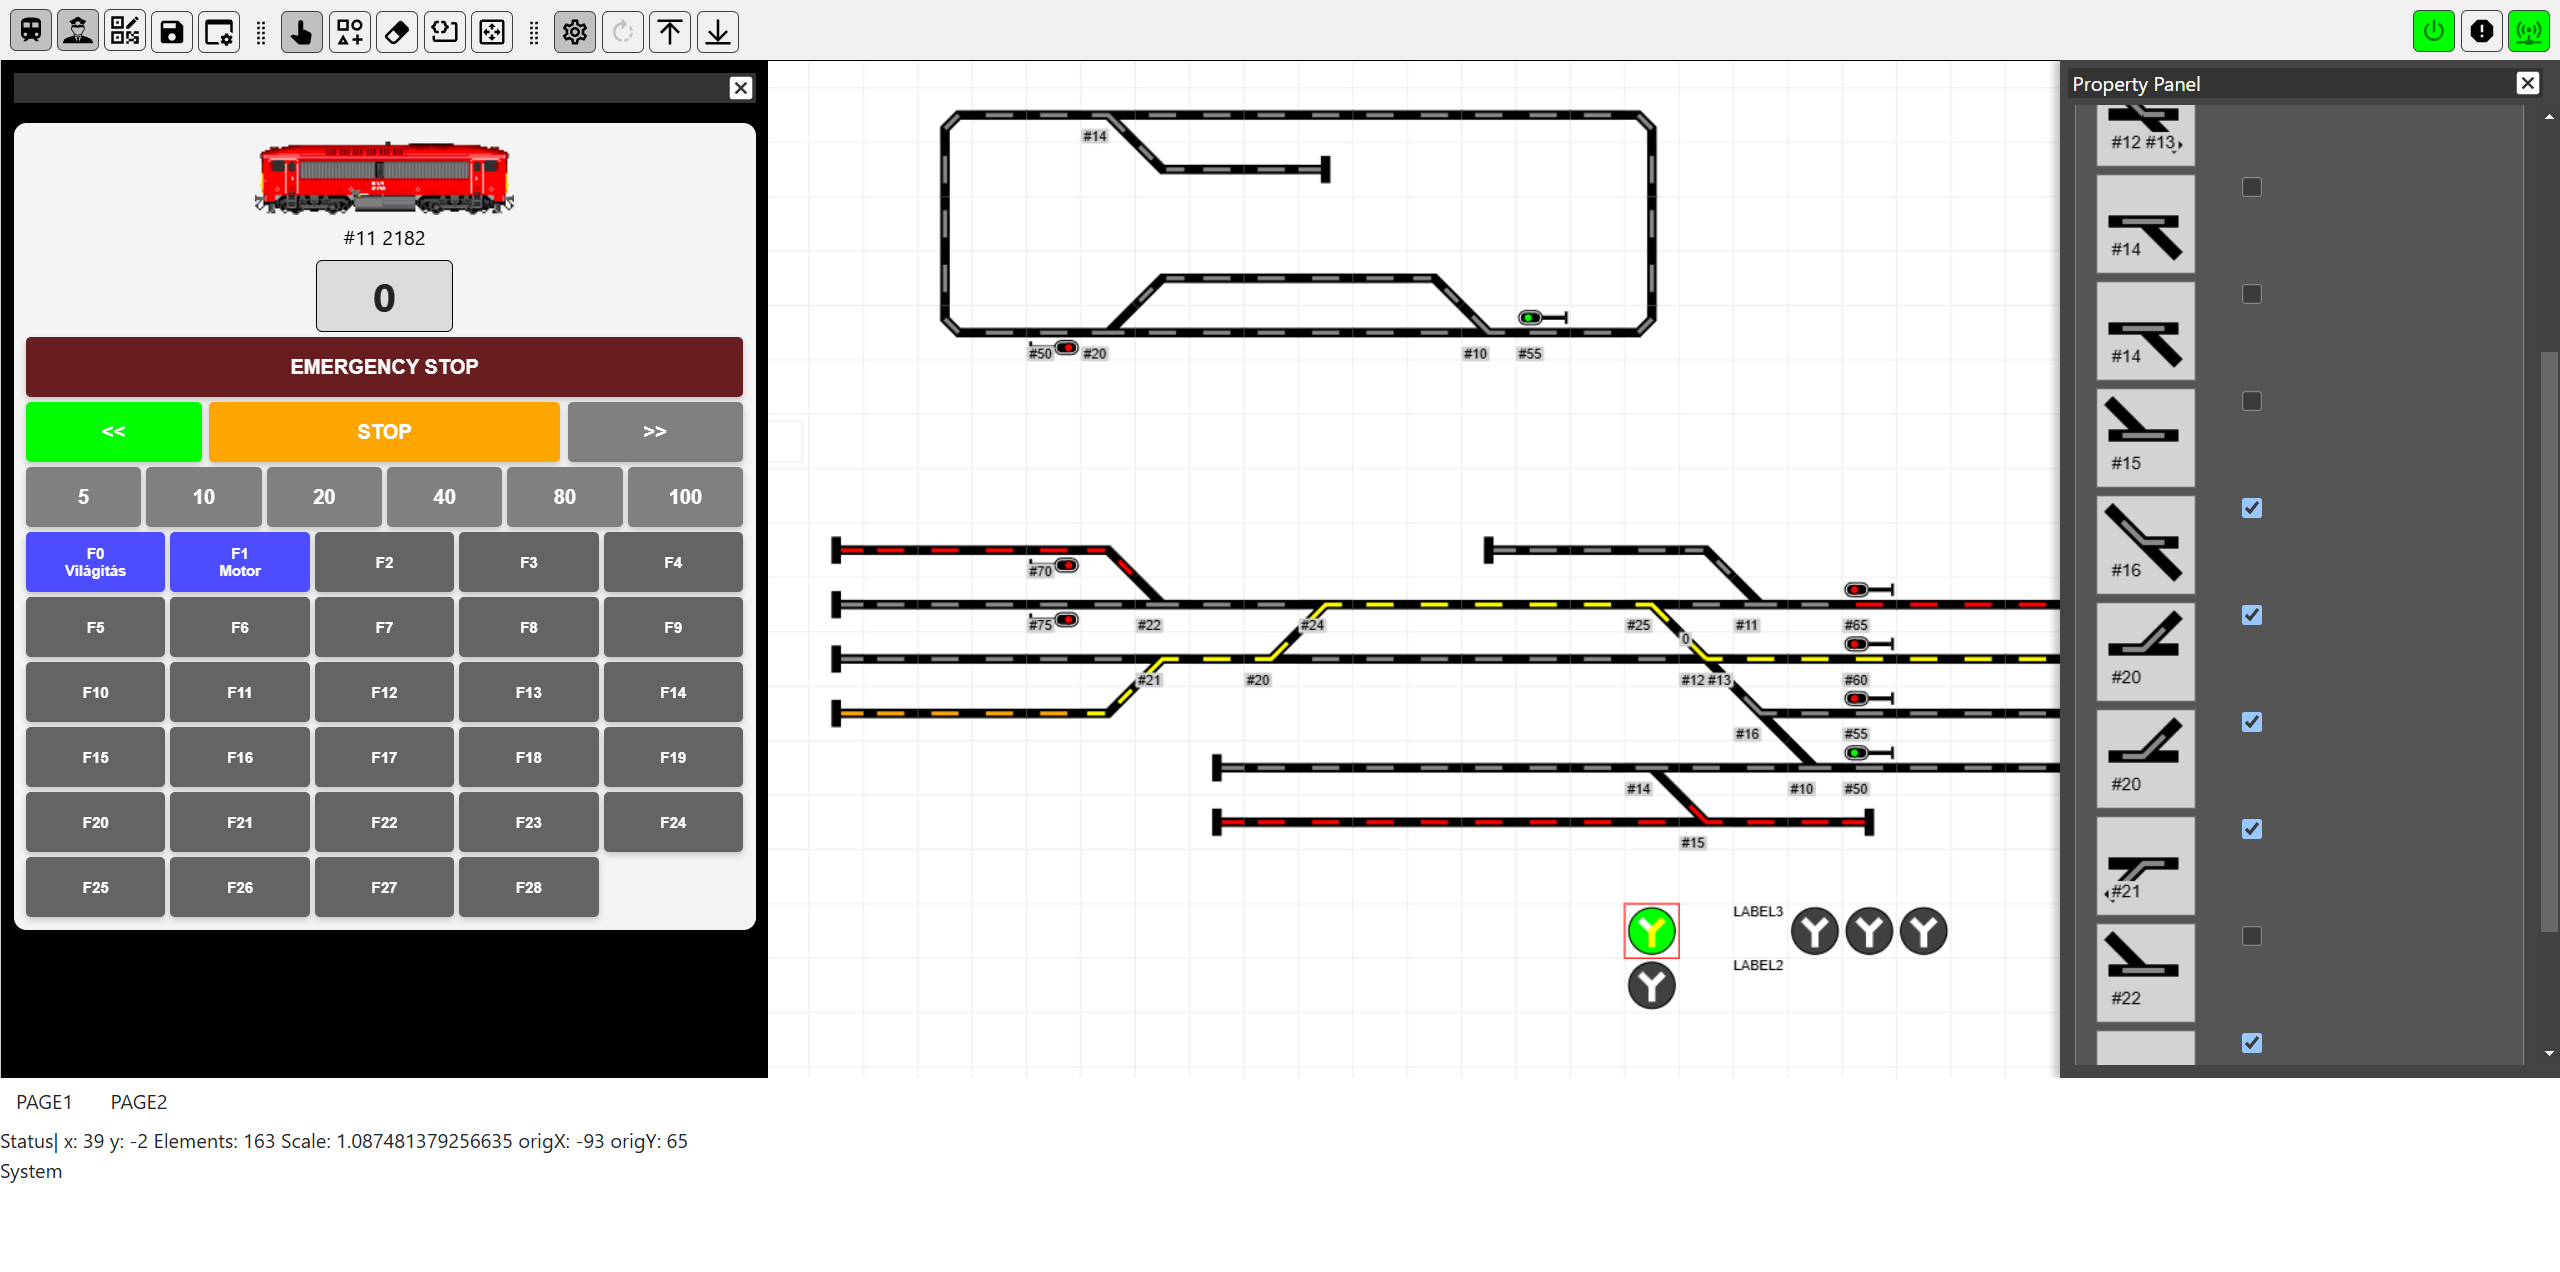 #11 2182
0
EMERGENCY STOP
<< STOP >>
5 10 20 40 80 100
F0 Világítás F1 Motor F2 F3 F4
F5 F6 F7 F8 F9
F10 F11 F12 F13 F14
F15 F16 F17 F18 F19
F20 F21 F22 F23 F24
F25 F26 F27 F28
#14
#50 #20 #10 #55
#70
#75 #22 #24 #25 #11 #65
0
#21 #20 #12 #13 #60
#16 #55
#14 #10 #50
#15
LABEL3
LABEL2
Property Panel
#12 #13
#14
#14
#15
#16
#20
#20
#21
#22
PAGE1 PAGE2
Status| x: 39 y: -2 Elements: 163 Scale: 1.087481379256635 origX: -93 origY: 65
System